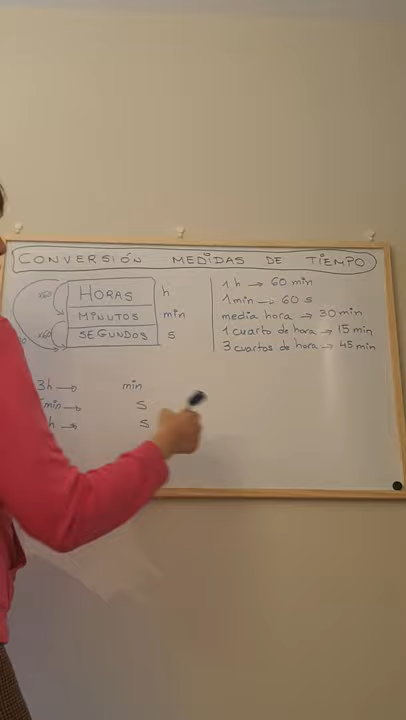 CONVERSIÓN MEDIDAS DE TIEMPO
x60 HORAS h
MINUTOS min
x60 SEGUNDOS s
1 h → 60 min
1 min → 60 s
media hora → 30 min
1 cuarto de hora → 15 min
3 cuartos de hora → 45 min
3h → min
min → s
h → s